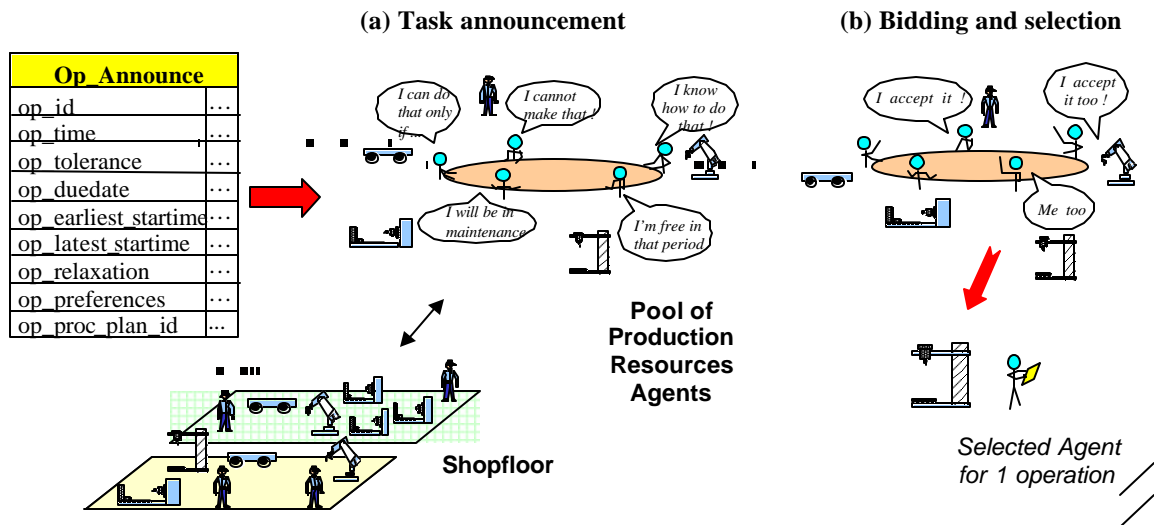 (a) Task announcement
(b) Bidding and selection
Op_Announce
op_id …
op_time …
op_tolerance …
op_duedate …
op_earliest_startime …
op_latest_startime …
op_relaxation …
op_preferences …
op_proc_plan_id ...
I can do
that only
if ...
I cannot
make that !
I know
how to do
that !
I will be in
maintenance
I'm free in
that period
Pool of
Production
Resources
Agents
Shopfloor
I accept it !
I accept
it too !
Me too
Selected Agent
for 1 operation